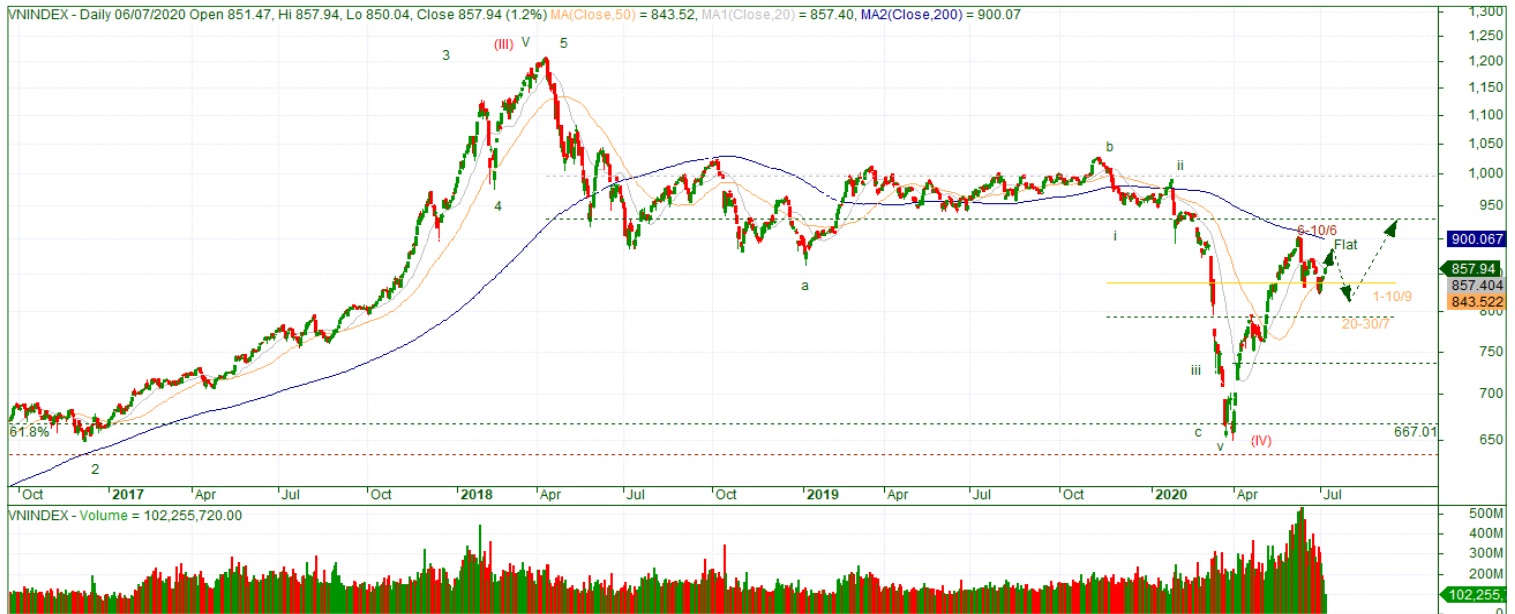 VNINDEX - Daily 06/07/2020 Open 851.47, Hi 857.94, Lo 850.04, Close 857.94 (1.2%) MA(Close,50) = 843.52, MA1(Close,20) = 857.40, MA2(Close,200) = 900.07
1,300
1,250
1,200
1,150
1,100
1,050
1,000
950
900.067
857.94
857.404
843.522
800
750
700
650
3
(III)
V
5
4
a
b
i
ii
iii
c
v
(IV)
6-10/6
Flat
1-10/9
20-30/7
61.8%
667.01
2
Oct
2017
Apr
Jul
Oct
2018
Apr
Jul
Oct
2019
Apr
Jul
Oct
2020
Apr
Jul
VNINDEX - Volume = 102,255,720.00
500M
400M
300M
200M
102,255,7
0